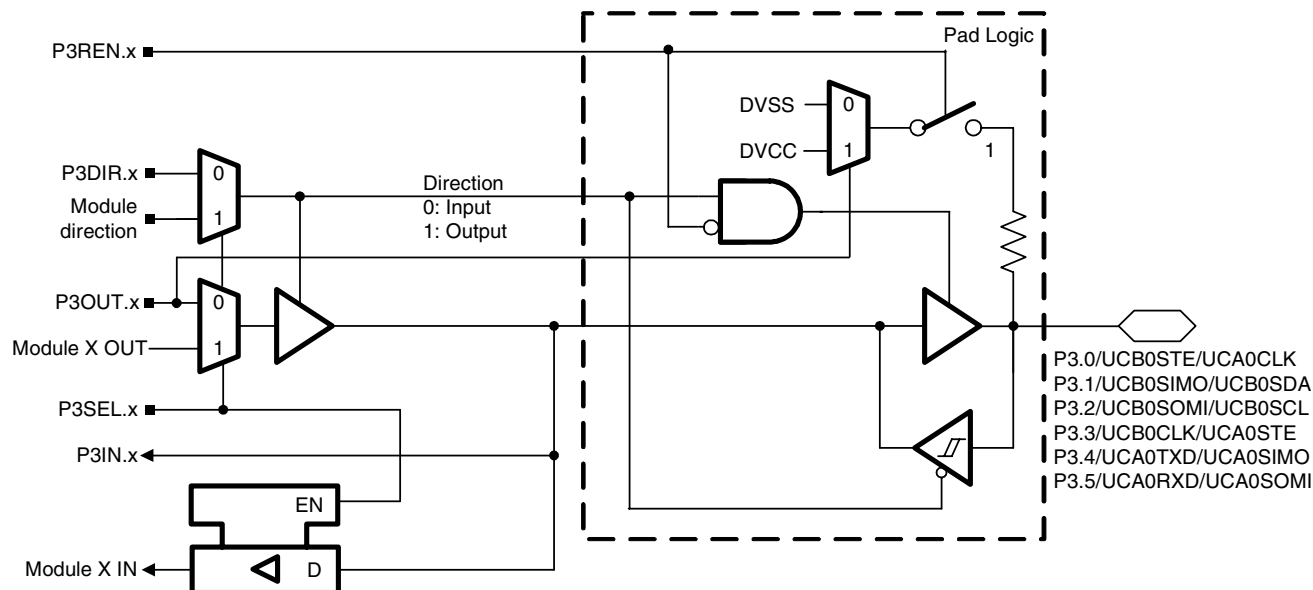 Pad Logic
P3REN.x
DVSS
0
DVCC
1
1
P3DIR.x
0
Module
direction
1
Direction
0: Input
1: Output
P3OUT.x
0
Module X OUT
1
P3SEL.x
P3IN.x
EN
Module X IN
D
P3.0/UCB0STE/UCA0CLK
P3.1/UCB0SIMO/UCB0SDA
P3.2/UCB0SOMI/UCB0SCL
P3.3/UCB0CLK/UCA0STE
P3.4/UCA0TXD/UCA0SIMO
P3.5/UCA0RXD/UCA0SOMI